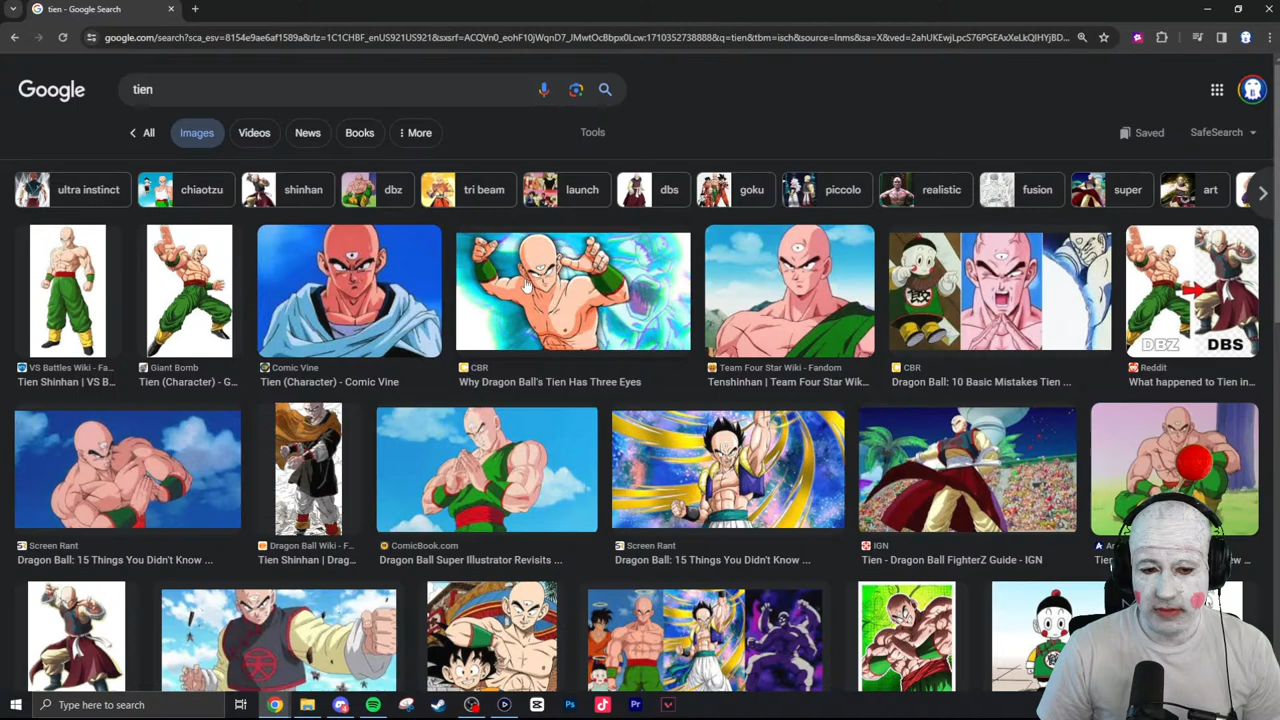 tien - Google Search
google.com/search?sca_esv=8154e9ae6af1589a&rlz=1C1CHBF_enUS921US921&sxsrf=ACQVn0_eohF10jWqnD7_JMwtOcBbpx0Lcw:1710352738888&q=tien&tbm=isch&source=lnms&sa=X&ved=2ahUKEwjLpcS76PGEAxXeLkQIHYjBD...
Google
tien
All
Images
Videos
News
Books
More
Tools
Saved
SafeSearch
ultra instinct
chiaotzu
shinhan
dbz
tri beam
launch
dbs
goku
piccolo
realistic
fusion
super
art
DBZ
DBS
VS Battles Wiki - Fa...
Tien Shinhan | VS B...
Giant Bomb
Tien (Character) - G...
Comic Vine
Tien (Character) - Comic Vine
CBR
Why Dragon Ball's Tien Has Three Eyes
Team Four Star Wiki - Fandom
Tenshinhan | Team Four Star Wik...
CBR
Dragon Ball: 10 Basic Mistakes Tien ...
Reddit
What happened to Tien in...
Screen Rant
Dragon Ball: 15 Things You Didn't Know ...
Dragon Ball Wiki - F...
Tien Shinhan | Drag...
ComicBook.com
Dragon Ball Super Illustrator Revisits ...
Screen Rant
Dragon Ball: 15 Things You Didn't Know ...
IGN
Tien - Dragon Ball FighterZ Guide - IGN
Type here to search